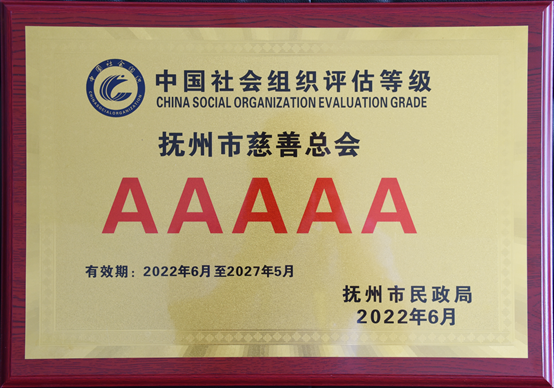 中国社会组织评估等级
CHINA SOCIAL ORGANIZATION EVALUATION GRADE
抚州市慈善总会
AAAAA
有效期：2022年6月至2027年5月
抚州市民政局
2022年6月